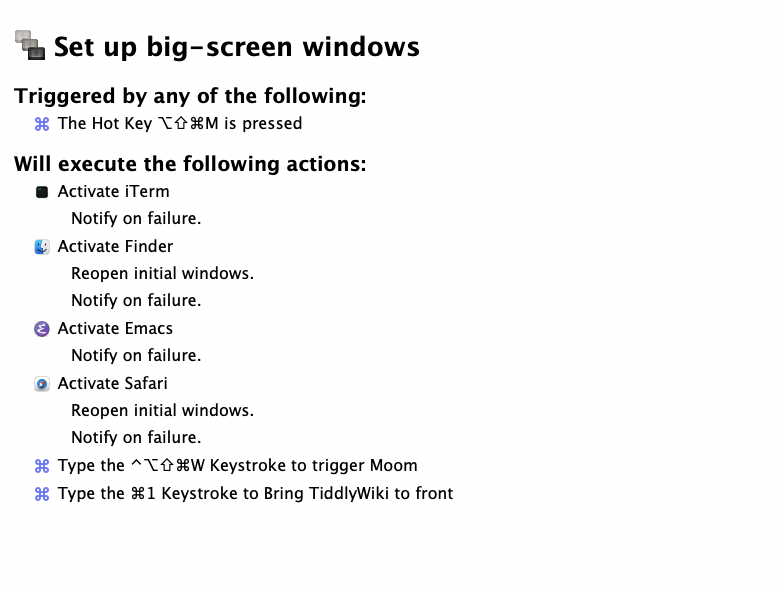 Set up big-screen windows
Triggered by any of the following:
The Hot Key ⌥⇧⌘M is pressed
Will execute the following actions:
Activate iTerm
Notify on failure.
Activate Finder
Reopen initial windows.
Notify on failure.
Activate Emacs
Notify on failure.
Activate Safari
Reopen initial windows.
Notify on failure.
Type the ^⌥⇧⌘W Keystroke to trigger Moom
Type the ⌘1 Keystroke to Bring TiddlyWiki to front